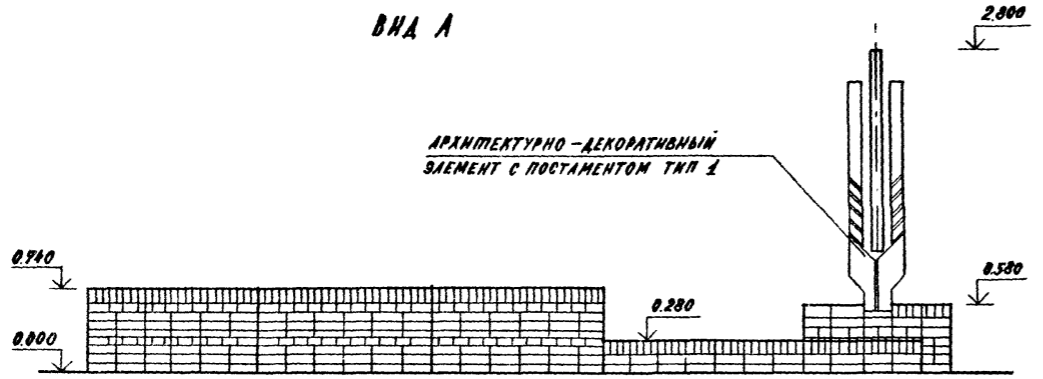 ВИД А
2.800
АРХИТЕКТУРНО-ДЕКОРАТИВНЫЙ
ЭЛЕМЕНТ С ПОСТАМЕНТОМ ТИП 1
0.740
0.580
0.280
0.000